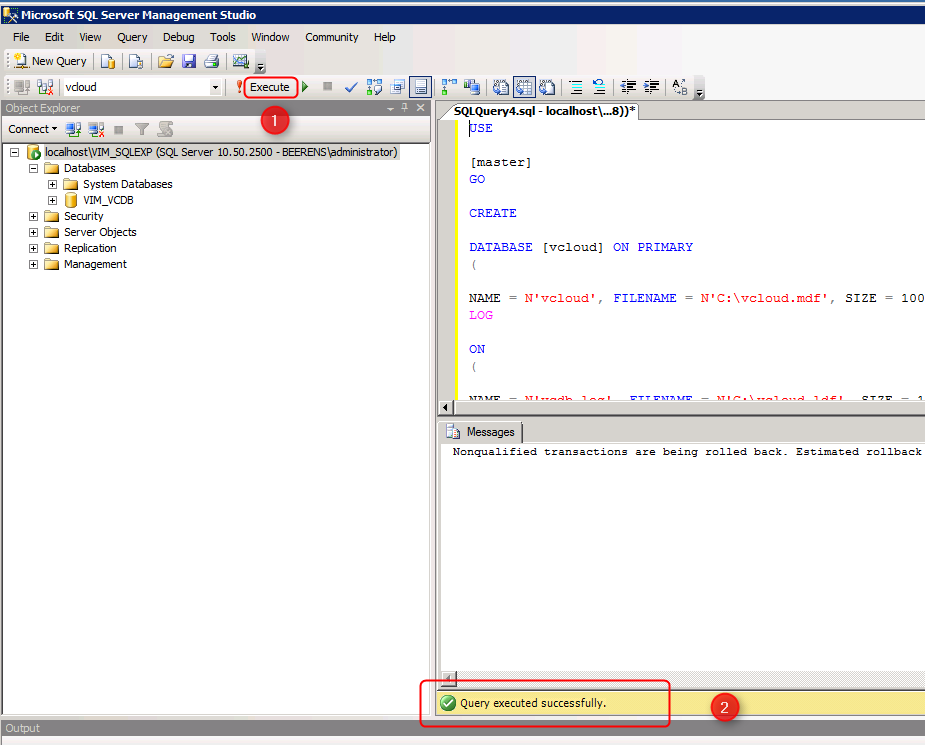 Microsoft SQL Server Management Studio
File Edit View Query Debug Tools Window Community Help
New Query
vcloud Execute
1
Object Explorer
Connect
localhost\VIM_SQLEXP (SQL Server 10.50.2500 - BEERENS\administrator)
Databases
System Databases
VIM_VCDB
Security
Server Objects
Replication
Management
SQLQuery4.sql - localhost\...8))*
USE
[master]
GO
CREATE
DATABASE [vcloud] ON PRIMARY
(
NAME = N'vcloud', FILENAME = N'C:\vcloud.mdf', SIZE = 100
LOG
ON
(
NAME = N'vcdb_log', FILENAME = N'C:\vcloud.ldf', SIZE = 1
Messages
Nonqualified transactions are being rolled back. Estimated rollback
Query executed successfully.
2
Output